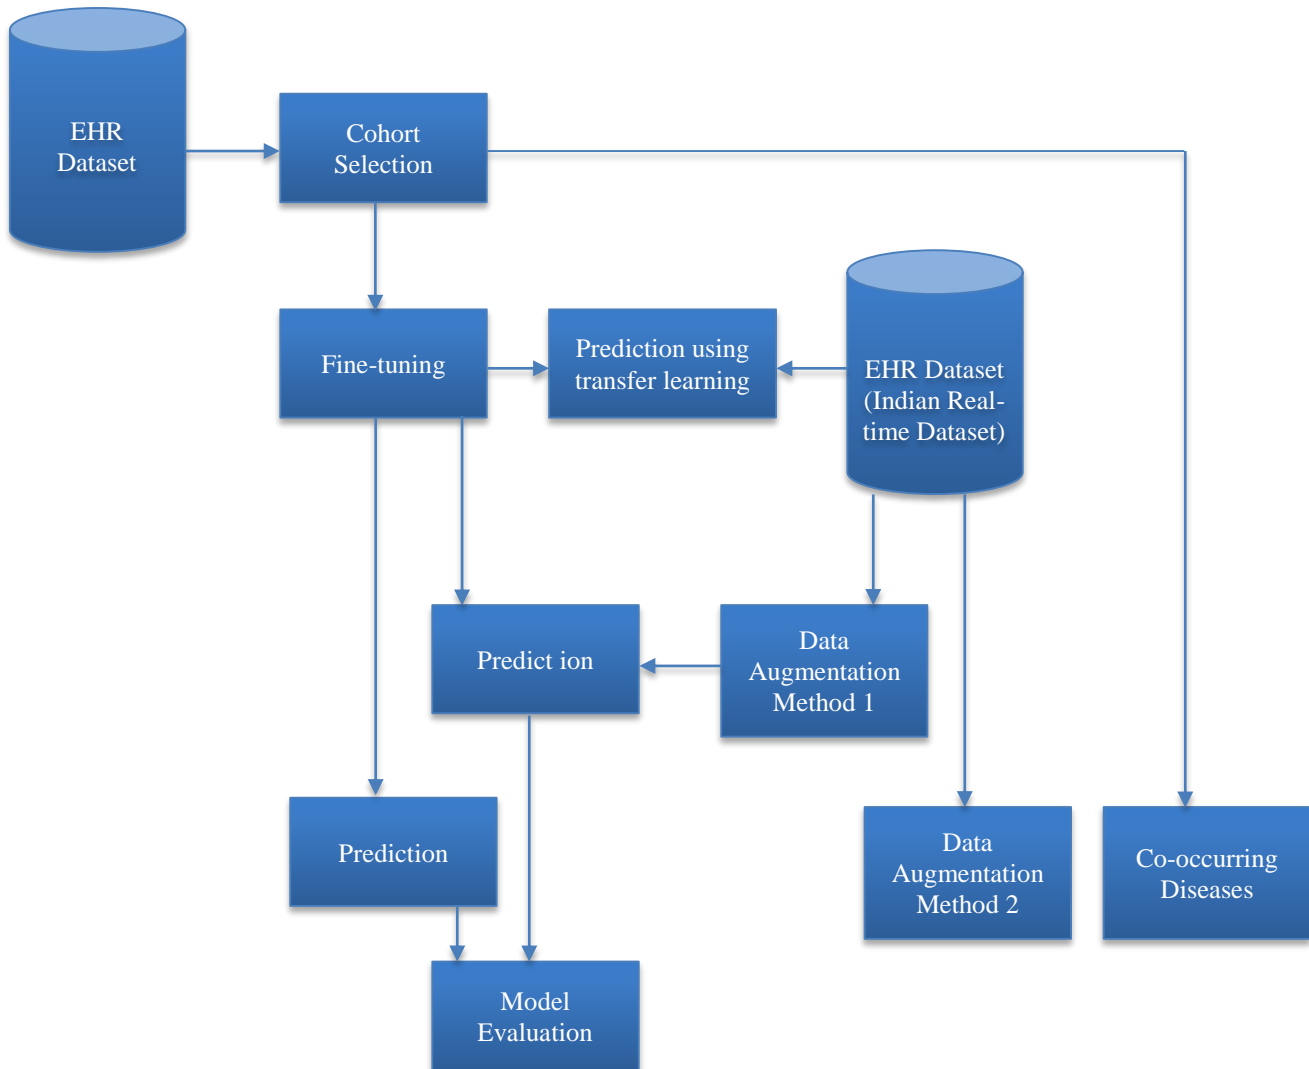 EHR
Dataset
Cohort
Selection
Fine-tuning
Prediction using
transfer learning
EHR Dataset
(Indian Real-
time Dataset)
Predict ion
Data
Augmentation
Method 1
Prediction
Data
Augmentation
Method 2
Co-occurring
Diseases
Model
Evaluation